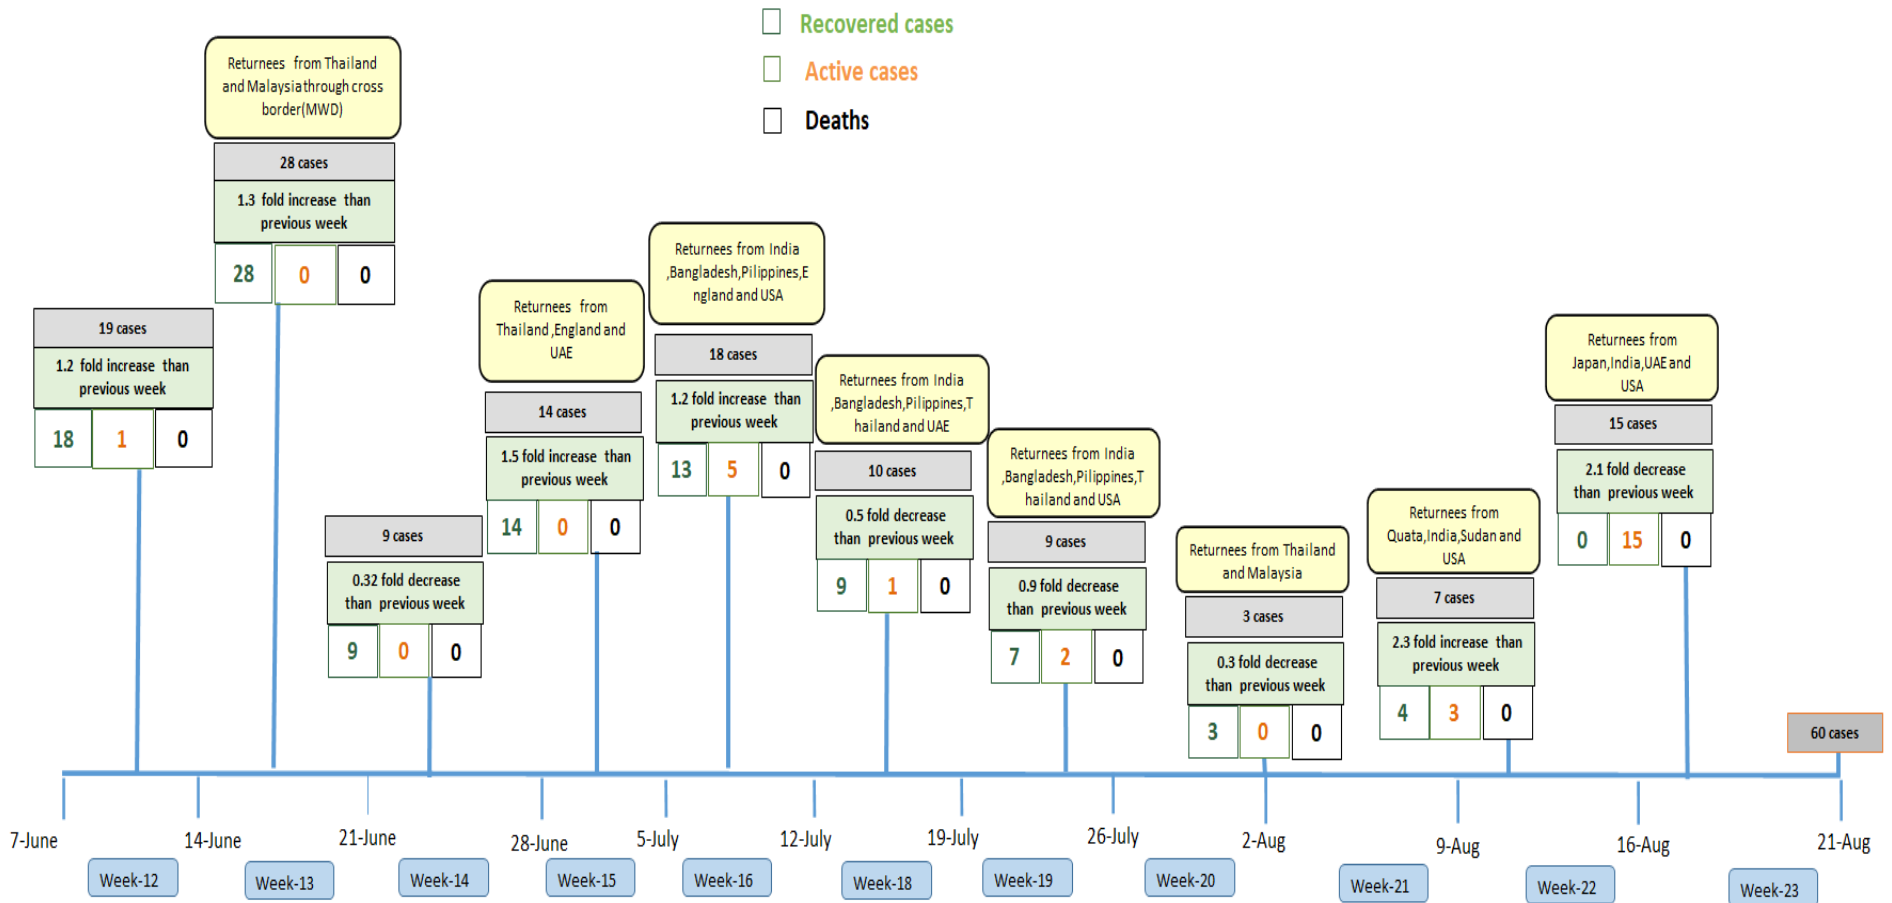 Recovered cases
Active cases
Deaths
Returnees from Thailand
and Malaysiathrough cross
border(MWD)
28 cases
1.3 fold increase than
previous week
28 0 0
19 cases
1.2 fold increase than
previous week
18 1 0
9 cases
0.32 fold decrease
than previous week
9 0 0
Returnees from
Thailand ,England and
UAE
14 cases
1.5 fold increase than
previous week
14 0 0
Returnees from India
,Bangladesh,Pilippines,E
ngland and USA
18 cases
1.2 fold increase than
previous week
13 5 0
Returnees from India
,Bangladesh,Pilippines,T
hailand and UAE
10 cases
0.5 fold decrease
than previous week
9 1 0
Returnees from India
,Bangladesh,Pilippines,T
hailand and USA
9 cases
0.9 fold decrease
than previous week
7 2 0
Returnees from Thailand
and Malaysia
3 cases
0.3 fold decrease
than previous week
3 0 0
Returnees from
Quata,India,Sudan and
USA
7 cases
2.3 fold increase than
previous week
4 3 0
Returnees from
Japan,India,UAE and
USA
15 cases
2.1 fold decrease
than previous week
0 15 0
60 cases
7-June 14-June 21-June 28-June 5-July 12-July 19-July 26-July 2-Aug 9-Aug 16-Aug 21-Aug
Week-12 Week-13 Week-14 Week-15 Week-16 Week-18 Week-19 Week-20 Week-21 Week-22 Week-23